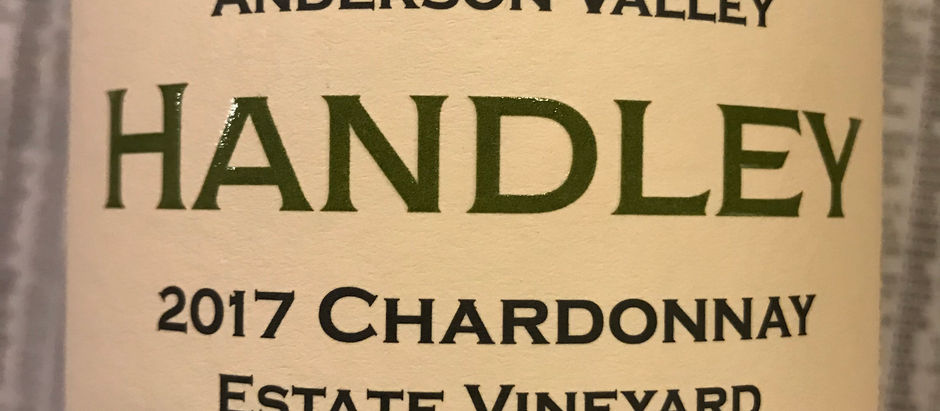 ANDERSON VALLEY
HANDLEY
2017 CHARDONNAY
ESTATE VINEYARD